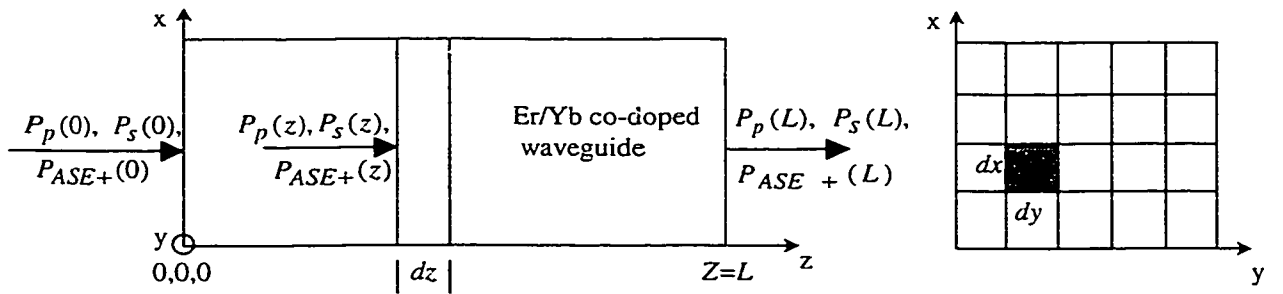 x
P_p(0), P_s(0),
P_ASE+(0)
P_p(z), P_s(z),
P_ASE+(z)
Er/Yb co-doped
waveguide
P_p(L), P_s(L),
P_ASE + (L)
y
0,0,0
dz
Z=L
z
x
dx
dy
y